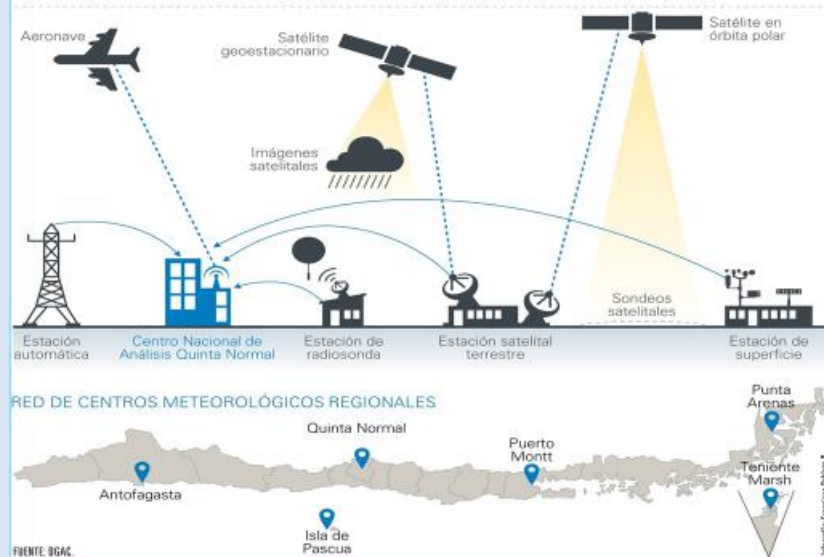 Aeronave
Satélite
geoestacionario
Satélite en
órbita polar
Imágenes
satelitales
Sondeos
satelitales
Estación
automática
Centro Nacional de
Análisis Quinta Normal
Estación de
radiosonda
Estación satelital
terrestre
Estación de
superficie
RED DE CENTROS METEOROLÓGICOS REGIONALES
Antofagasta
Quinta Normal
Isla de
Pascua
Puerto
Montt
Punta
Arenas
Teniente
Marsh
FUENTE: DGAC.